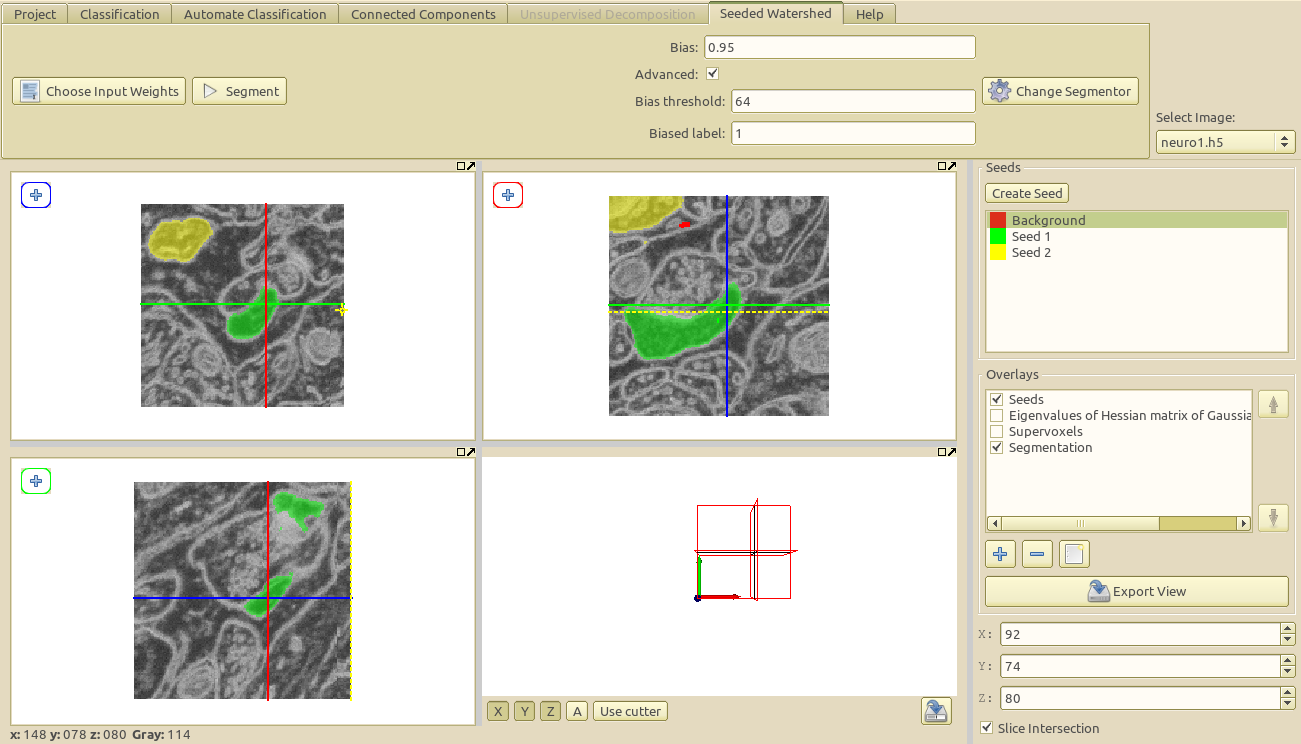 Project Classification Automate Classification Connected Components Unsupervised Decomposition Seeded Watershed Help
Bias: 0.95
Advanced:
Choose Input Weights Segment
Bias threshold: 64
Change Segmentor
Biased label: 1
Select Image:
neuro1.h5
Seeds
Create Seed
Background
Seed 1
Seed 2
Overlays
Seeds
Eigenvalues of Hessian matrix of Gaussia
Supervoxels
Segmentation
Export View
X: 92
Y: 74
Z: 80
Slice Intersection
X Y Z A Use cutter
x: 148 y: 078 z: 080 Gray: 114